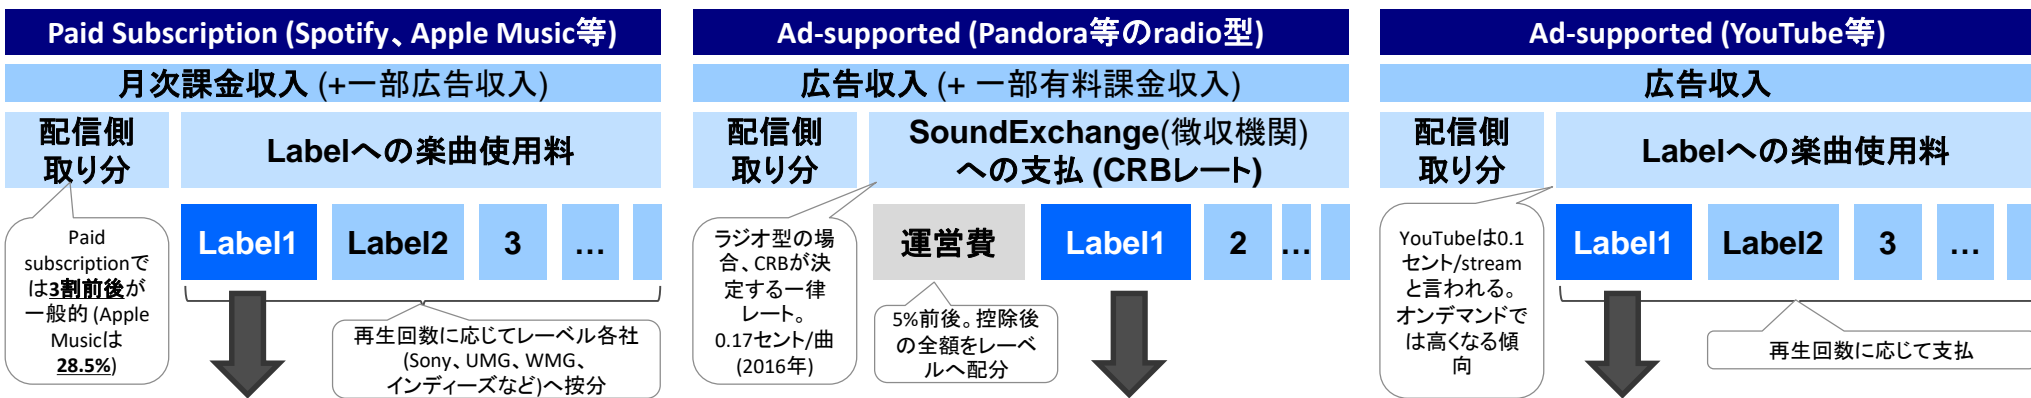 Paid Subscription (Spotify、Apple Music等)
月次課金収入 (+一部広告収入)
配信側
取り分
Labelへの楽曲使用料
Label1
Label2
3
…
Paid
subscriptionで
は3割前後が
一般的 (Apple
Musicは
28.5%)
再生回数に応じてレーベル各社
(Sony、UMG、WMG、
インディーズなど)へ按分
Ad-supported (Pandora等のradio型)
広告収入 (+ 一部有料課金収入)
配信側
取り分
SoundExchange(徴収機関)
への支払 (CRBレート)
運営費
Label1
2
…
ラジオ型の場
合、CRBが決
定する一律
レート。
0.17セント/曲
(2016年)
5%前後。控除後
の全額をレーベ
ルへ配分
Ad-supported (YouTube等)
広告収入
配信側
取り分
Labelへの楽曲使用料
Label1
Label2
3
…
YouTubeは0.1
セント/stream
と言われる。
オンデマンドで
は高くなる傾
向
再生回数に応じて支払